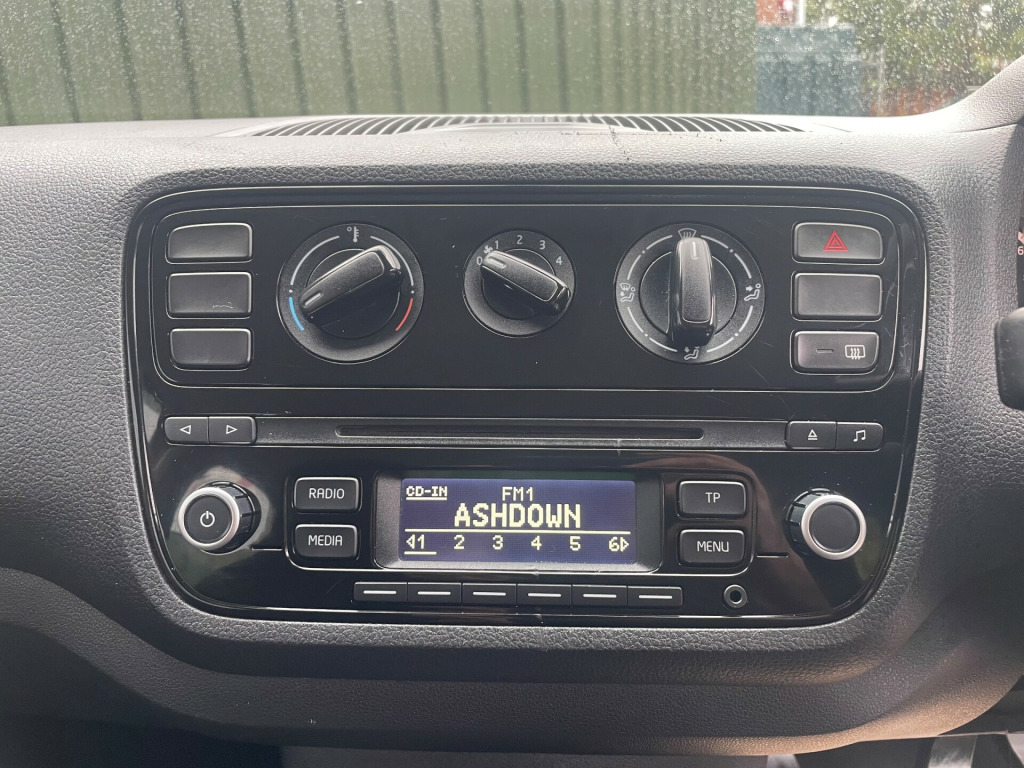 0 1 2 3 4
6
RADIO
MEDIA
CD-IN
FM1
ASHDOWN
1 2 3 4 5 6
TP
MENU